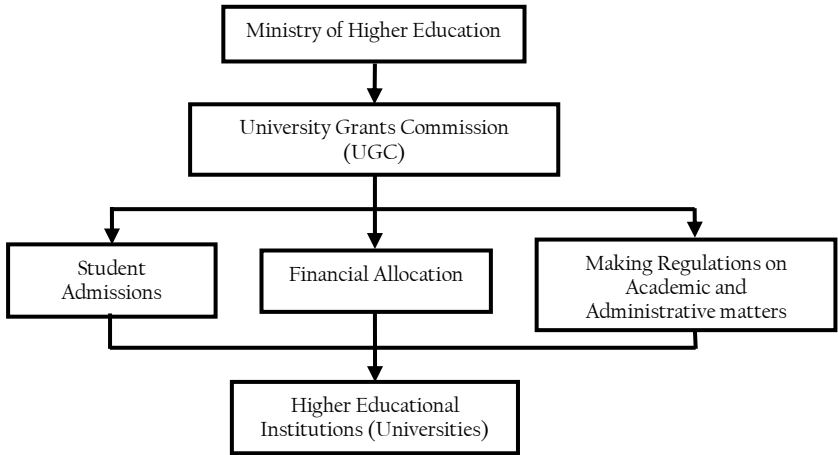 Ministry of Higher Education
University Grants Commission
(UGC)
Student
Admissions
Financial Allocation
Making Regulations on
Academic and
Administrative matters
Higher Educational
Institutions (Universities)